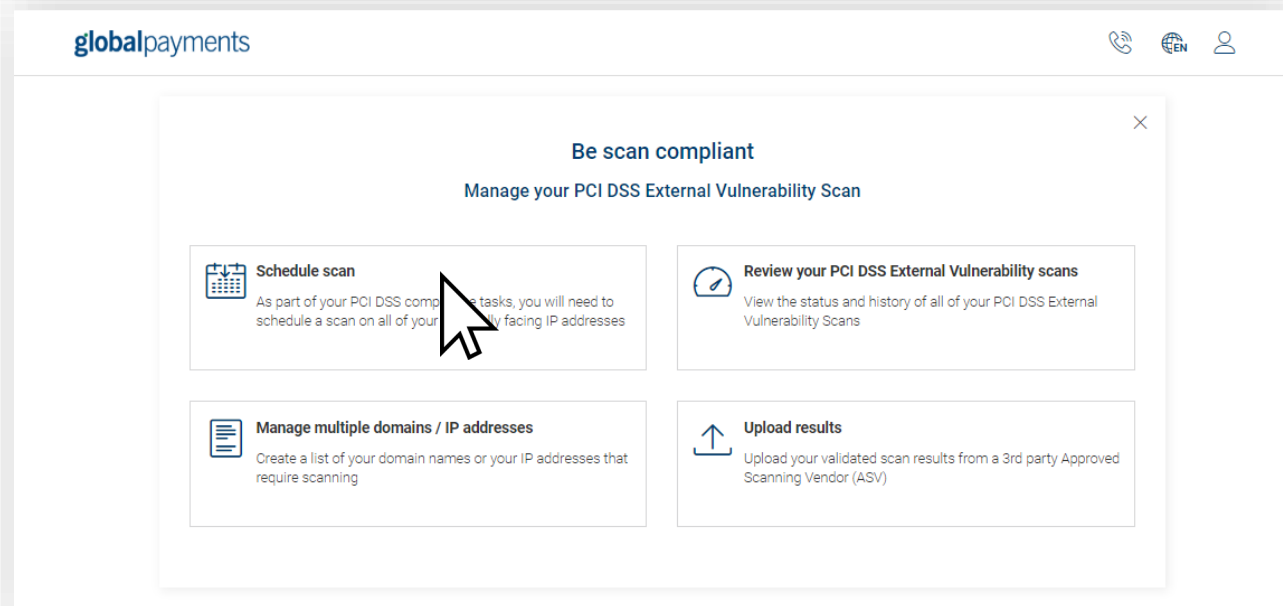 globalpayments
EN
Be scan compliant
Manage your PCI DSS External Vulnerability Scan
Schedule scan
As part of your PCI DSS tasks, you will need to
schedule a scan on all of your facing IP addresses
Review your PCI DSS External Vulnerability scans
View the status and history of all of your PCI DSS External
Vulnerability Scans
Manage multiple domains / IP addresses
Create a list of your domain names or your IP addresses that
require scanning
Upload results
Upload your validated scan results from a 3rd party Approved
Scanning Vendor (ASV)